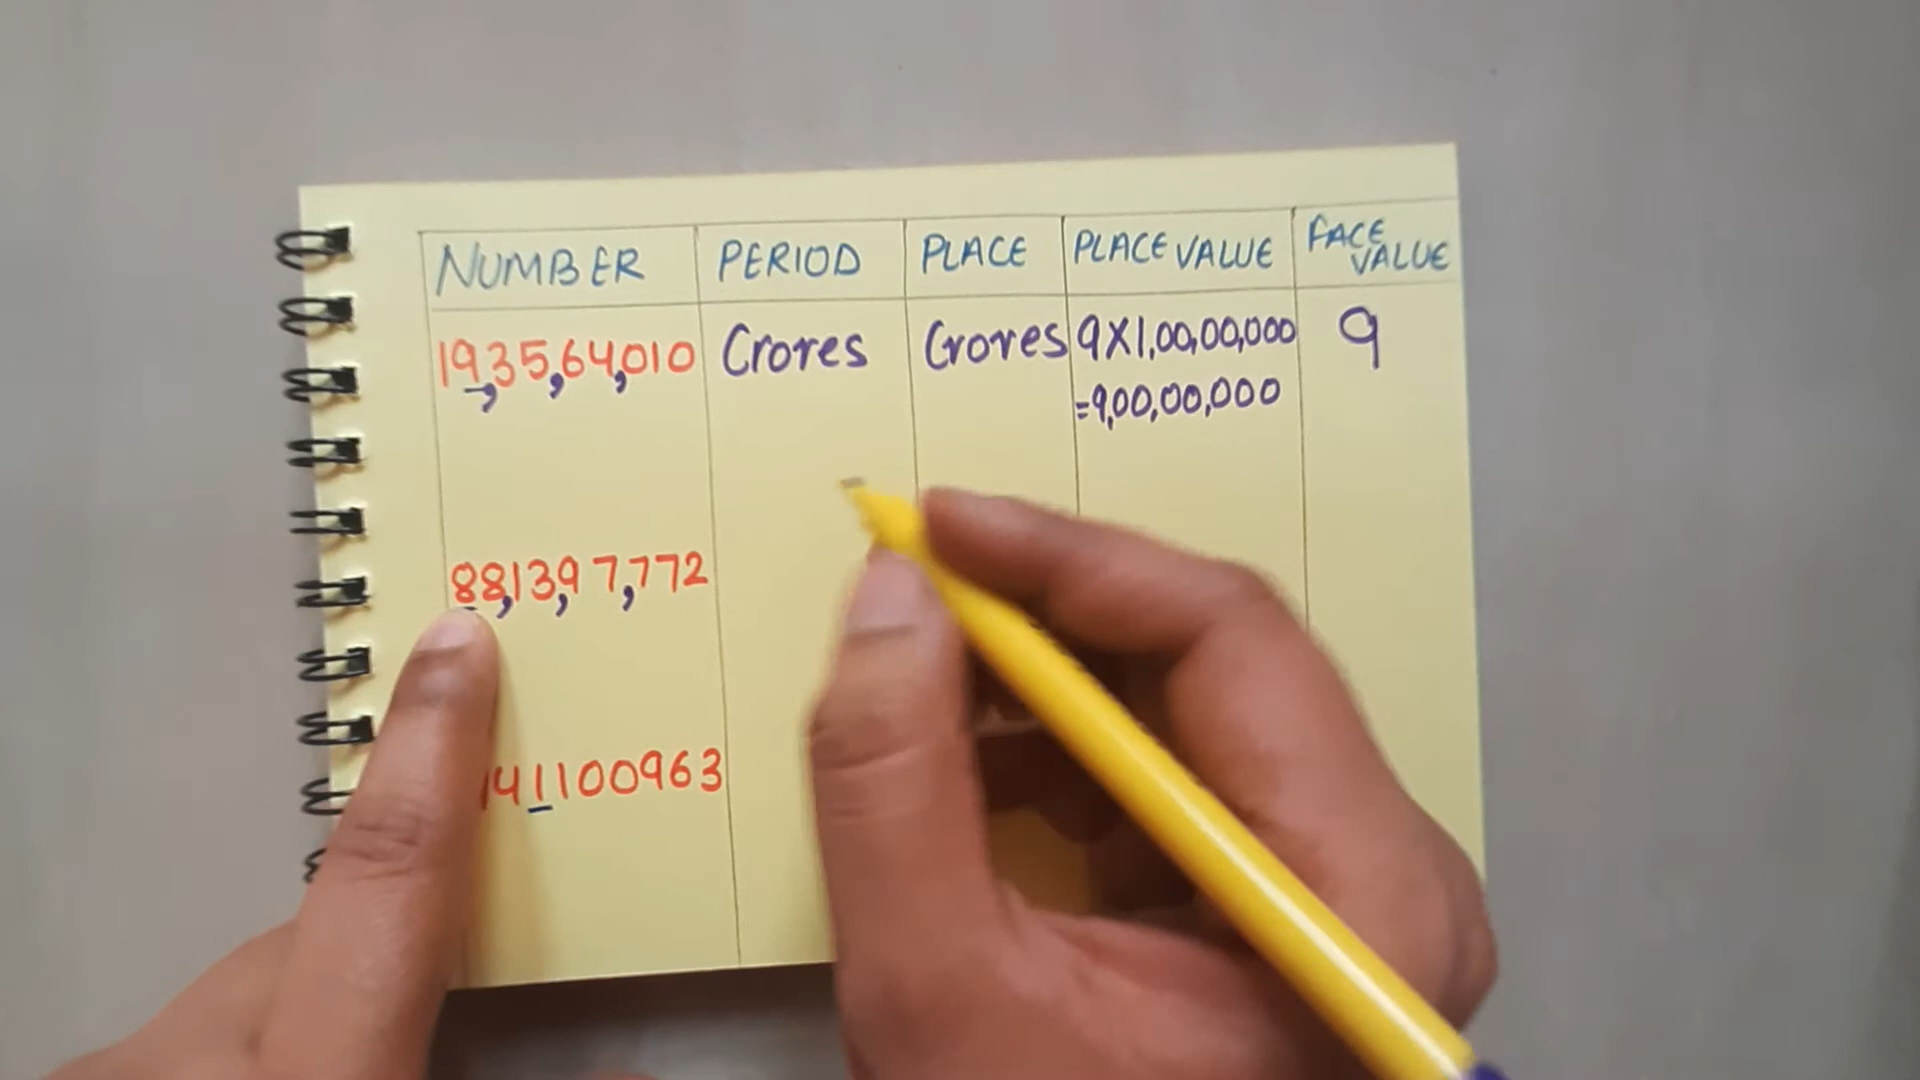 NUMBER PERIOD PLACE PLACE VALUE FACE VALUE
19,35,64,010 Crores Crores 9X1,00,00,000 9
=9,00,00,000
88,13,97,772
141100963